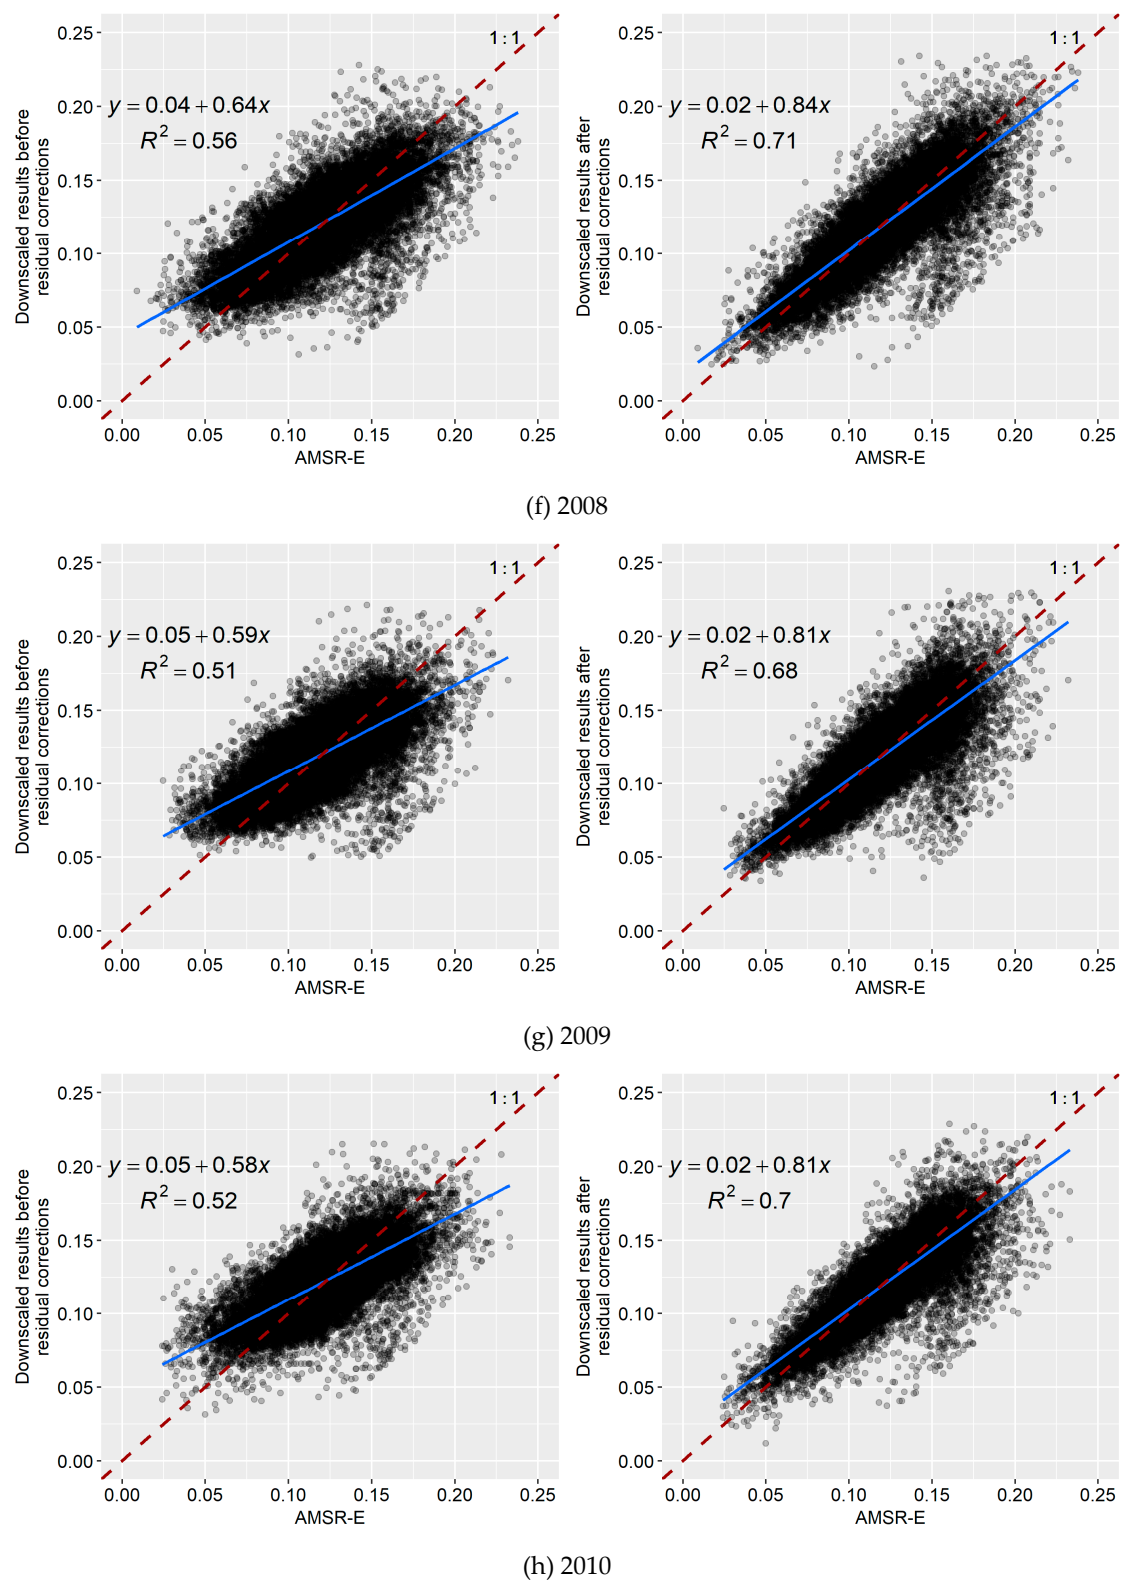 0.25
0.20
0.15
0.10
0.05
0.00
Downscaled results before
residual corrections
y = 0.04 + 0.64x
R² = 0.56
1 : 1
0.00 0.05 0.10 0.15 0.20 0.25
AMSR-E
0.25
0.20
0.15
0.10
0.05
0.00
Downscaled results after
residual corrections
y = 0.02 + 0.84x
R² = 0.71
1 : 1
0.00 0.05 0.10 0.15 0.20 0.25
AMSR-E
(f) 2008
0.25
0.20
0.15
0.10
0.05
0.00
Downscaled results before
residual corrections
y = 0.05 + 0.59x
R² = 0.51
1 : 1
0.00 0.05 0.10 0.15 0.20 0.25
AMSR-E
0.25
0.20
0.15
0.10
0.05
0.00
Downscaled results after
residual corrections
y = 0.02 + 0.81x
R² = 0.68
1 : 1
0.00 0.05 0.10 0.15 0.20 0.25
AMSR-E
(g) 2009
0.25
0.20
0.15
0.10
0.05
0.00
Downscaled results before
residual corrections
y = 0.05 + 0.58x
R² = 0.52
1 : 1
0.00 0.05 0.10 0.15 0.20 0.25
AMSR-E
0.25
0.20
0.15
0.10
0.05
0.00
Downscaled results after
residual corrections
y = 0.02 + 0.81x
R² = 0.7
1 : 1
0.00 0.05 0.10 0.15 0.20 0.25
AMSR-E
(h) 2010